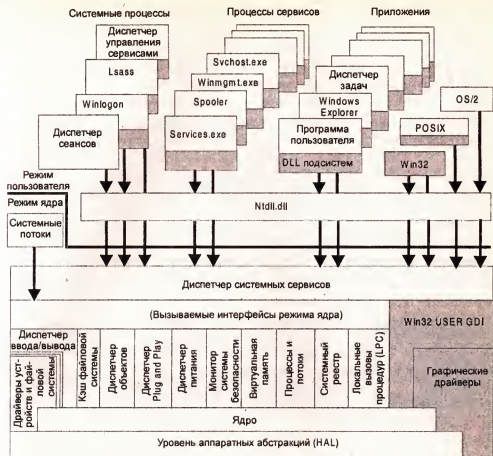 Системные процессы
Процессы сервисов
Приложения
Диспетчер
управления
сервисами
Lsass
Winlogon
Диспетчер
сеансов
Svchost.exe
Winmgmt.exe
Spooler
Services.exe
Диспетчер
задач
Windows
Explorer
Программа
пользователя
DLL подсистем
OS/2
POSIX
Win32
Режим
пользователя
Режим ядра
Системные
потоки
Ntdll.dll
Диспетчер системных сервисов
(Вызываемые интерфейсы режима ядра)
Win32 USER GDI
Диспетчер
ввода/вывода
Драйверы уст-
ройств и фай-
ловой
системы
Кэш файловой
системы
Диспетчер
объектов
Диспетчер
Plug and Play
Диспетчер
питания
Монитор
системы
безопасности
Виртуальная
память
Процессы и
потоки
Системный
реестр
Локальные
вызовы
процедур (LPC)
Графические
драйверы
Ядро
Уровень аппаратных абстракций (HAL)